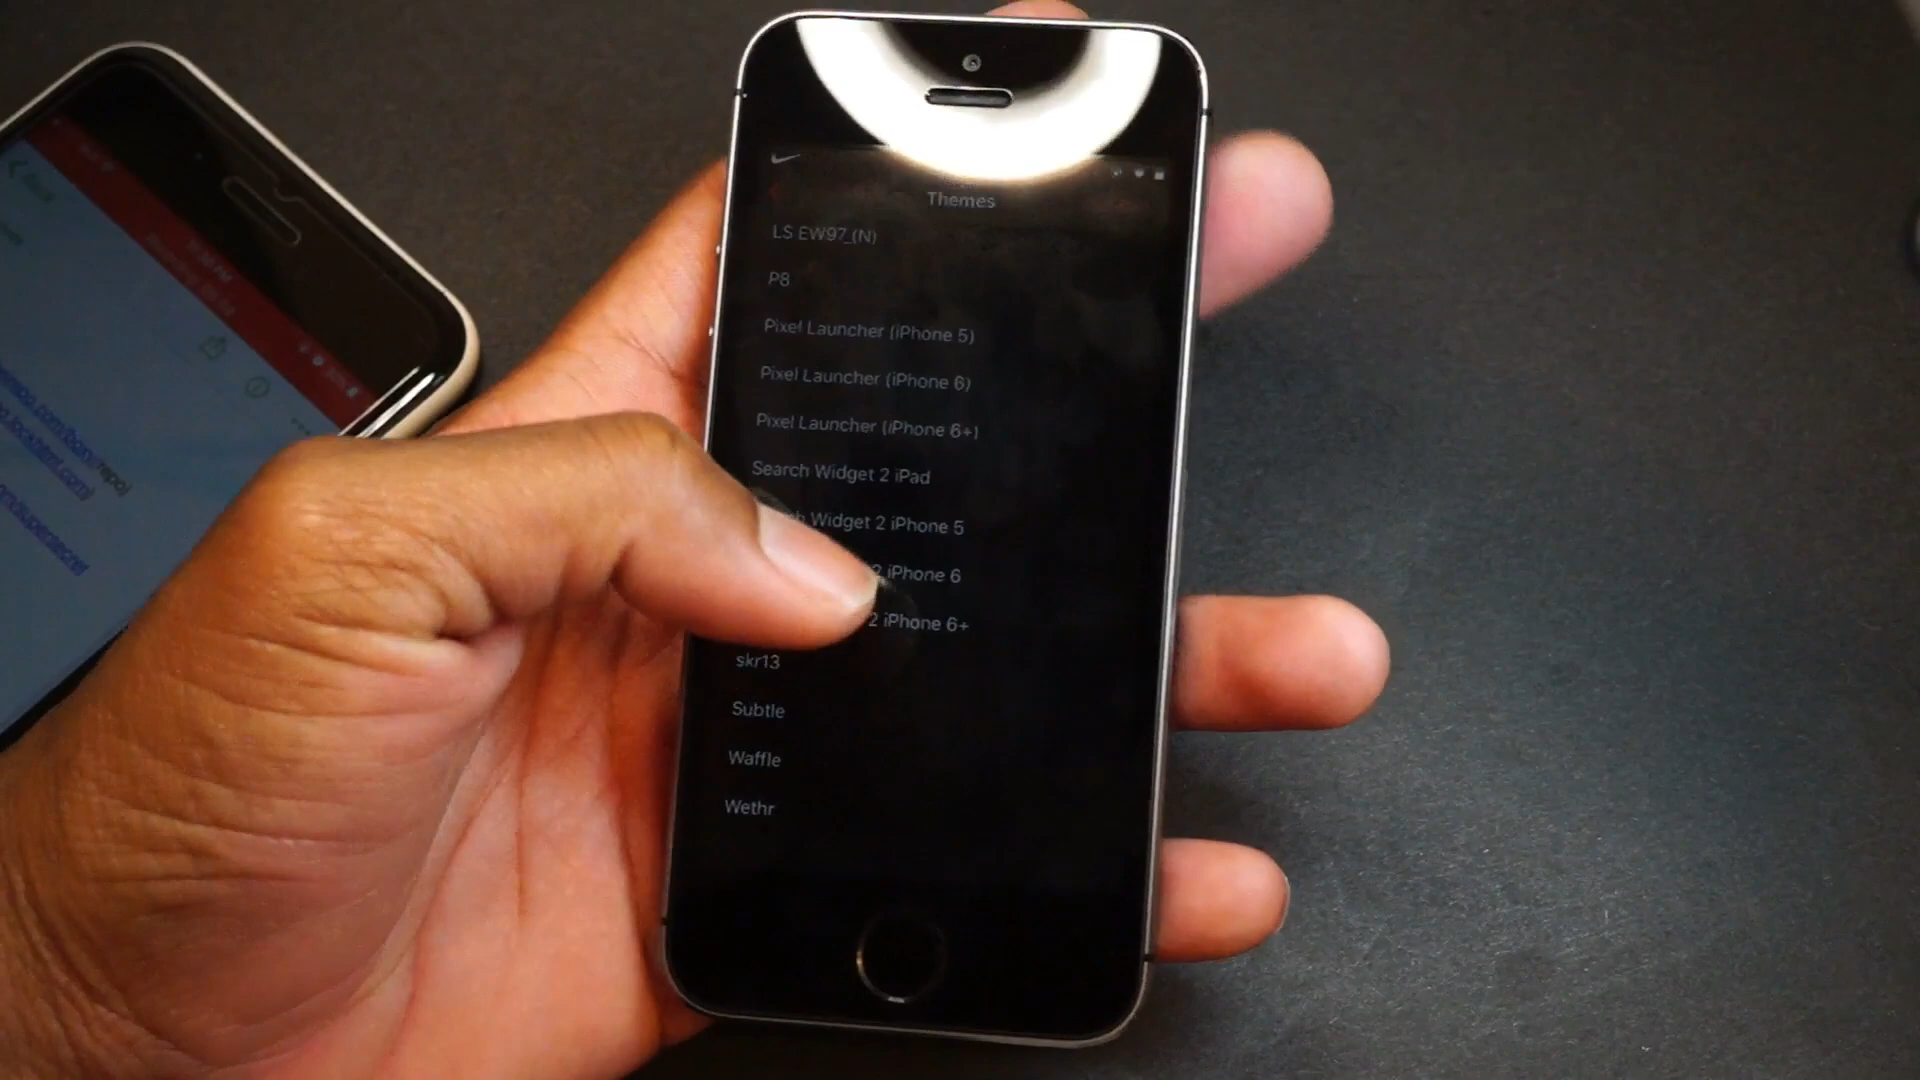 Themes
LS EW97_(N)
P8
Pixel Launcher (iPhone 5)
Pixel Launcher (iPhone 6)
Pixel Launcher (iPhone 6+)
Search Widget 2 iPad
Widget 2 iPhone 5
2 iPhone 6
2 iPhone 6+
skr13
Subtle
Waffle
Wethr